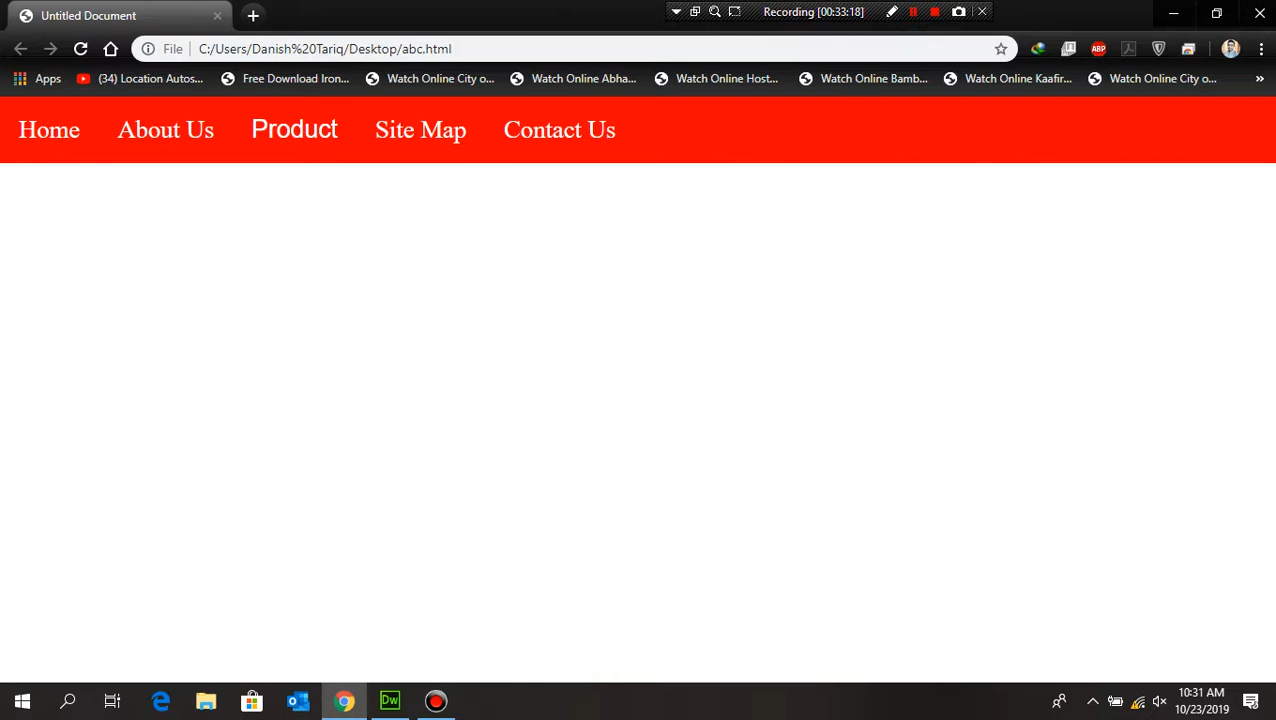 Untitled Document
Recording [00:33:18]
File
C:/Users/Danish%20Tariq/Desktop/abc.html
ABP
Apps
(34) Location Autos...
Free Download Iron...
Watch Online City o...
Watch Online Abha...
Watch Online Host...
Watch Online Bamb...
Watch Online Kaafir...
Watch Online City o...
Home
About Us
Product
Site Map
Contact Us
Dw
10:31 AM
10/23/2019